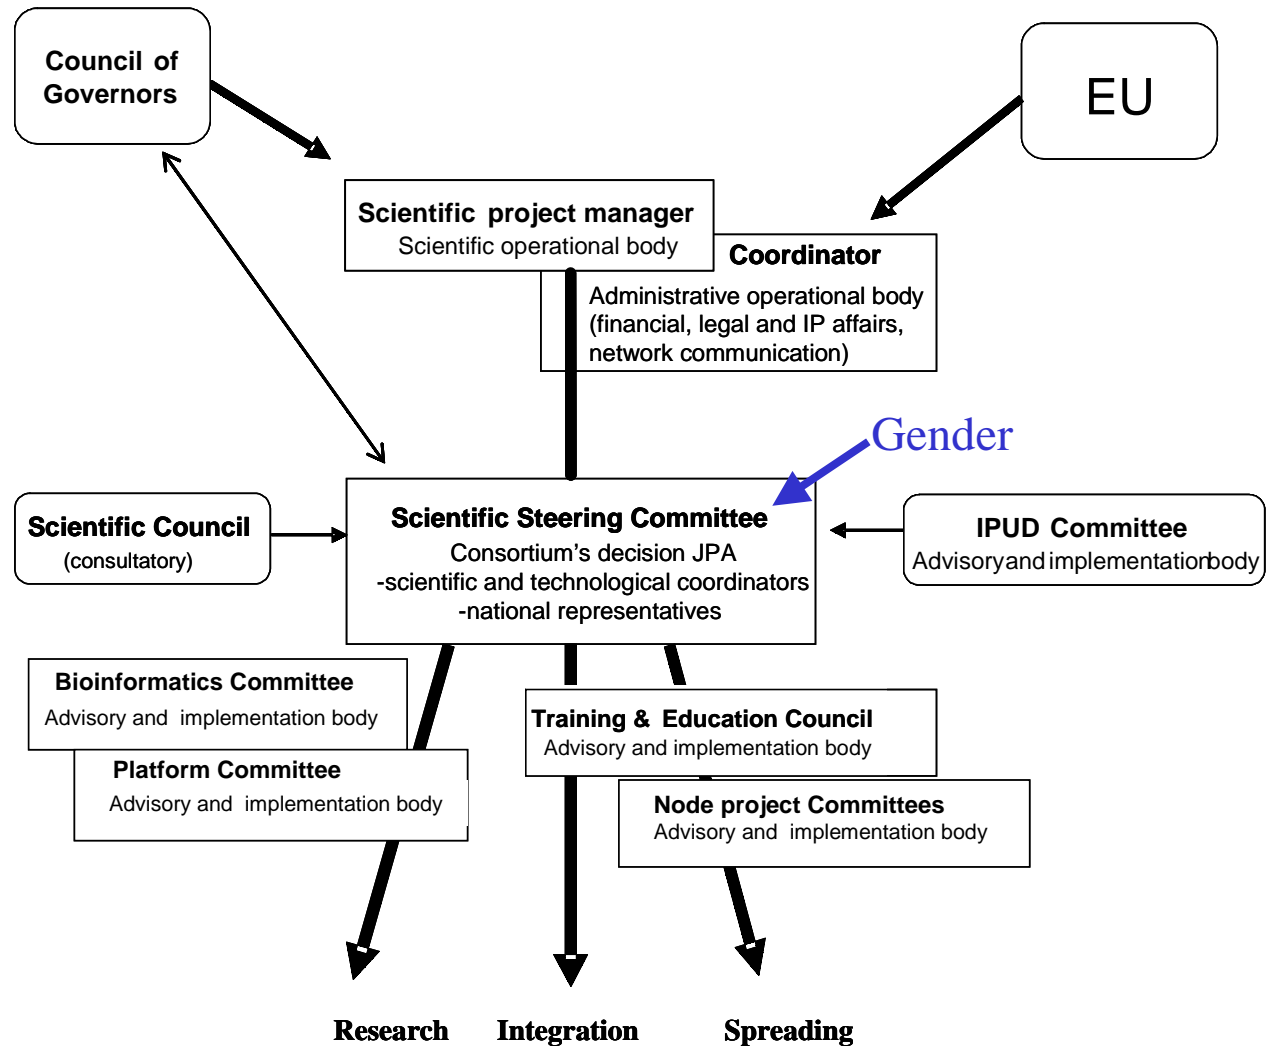 Council of
Governors
EU
Scientific project manager
Scientific operational body
Coordinator
Administrative operational body
(financial, legal and IP affairs,
network communication)
Gender
Scientific Council
(consultatory)
Scientific Steering Committee
Consortium's decision JPA
-scientific and technological coordinators
-national representatives
IPUD Committee
Advisory and implementation body
Bioinformatics Committee
Advisory and implementation body
Platform Committee
Advisory and implementation body
Training & Education Council
Advisory and implementation body
Node project Committees
Advisory and implementation body
Research Integration Spreading